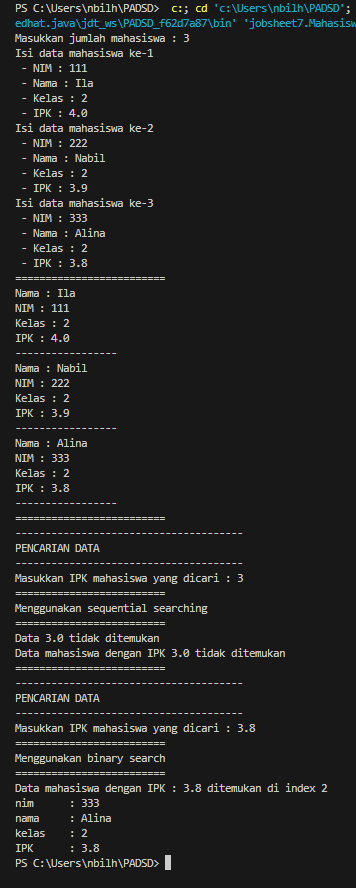 PS C:\Users\nbilh\PADSD>  c:; cd 'c:\Users\nbilh\PADSD';
edhat.java\jdt_ws\PADSD_f62d7a87\bin' 'jobsheet7.Mahasisw
Masukkan jumlah mahasiswa : 3
Isi data mahasiswa ke-1
 - NIM : 111
 - Nama : Ila
 - Kelas : 2
 - IPK : 4.0
Isi data mahasiswa ke-2
 - NIM : 222
 - Nama : Nabil
 - Kelas : 2
 - IPK : 3.9
Isi data mahasiswa ke-3
 - NIM : 333
 - Nama : Alina
 - Kelas : 2
 - IPK : 3.8
=========================
Nama : Ila
NIM : 111
Kelas : 2
IPK : 4.0
-----------------
Nama : Nabil
NIM : 222
Kelas : 2
IPK : 3.9
-----------------
Nama : Alina
NIM : 333
Kelas : 2
IPK : 3.8
-----------------
=========================
--------------------------------------
PENCARIAN DATA
--------------------------------------
Masukkan IPK mahasiswa yang dicari : 3
=========================
Menggunakan sequential searching
=========================
Data 3.0 tidak ditemukan
Data mahasiswa dengan IPK 3.0 tidak ditemukan
=========================
--------------------------------------
PENCARIAN DATA
--------------------------------------
Masukkan IPK mahasiswa yang dicari : 3.8
=========================
Menggunakan binary search
=========================
Data mahasiswa dengan IPK : 3.8 ditemukan di index 2
nim      : 333
nama     : Alina
kelas    : 2
IPK      : 3.8
PS C:\Users\nbilh\PADSD>